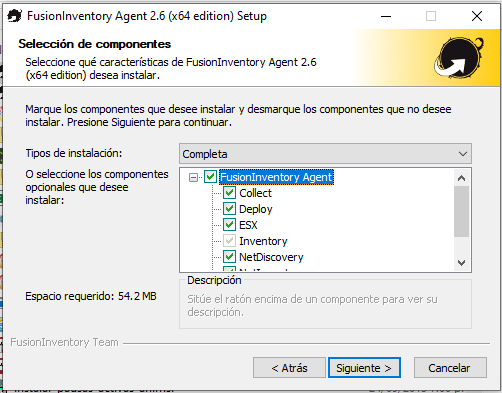 FusionInventory Agent 2.6 (x64 edition) Setup
Selección de componentes
Seleccione qué características de FusionInventory Agent 2.6
(x64 edition) desea instalar.
Marque los componentes que desee instalar y desmarque los componentes que no desee
instalar. Presione Siguiente para continuar.
Tipos de instalación:
Completa
O seleccione los componentes
opcionales que desee
instalar:
FusionInventory Agent
Collect
Deploy
ESX
Inventory
NetDiscovery
Descripción
Sitúe el ratón encima de un componente para ver su
descripción.
Espacio requerido: 54.2 MB
FusionInventory Team
< Atrás
Siguiente >
Cancelar